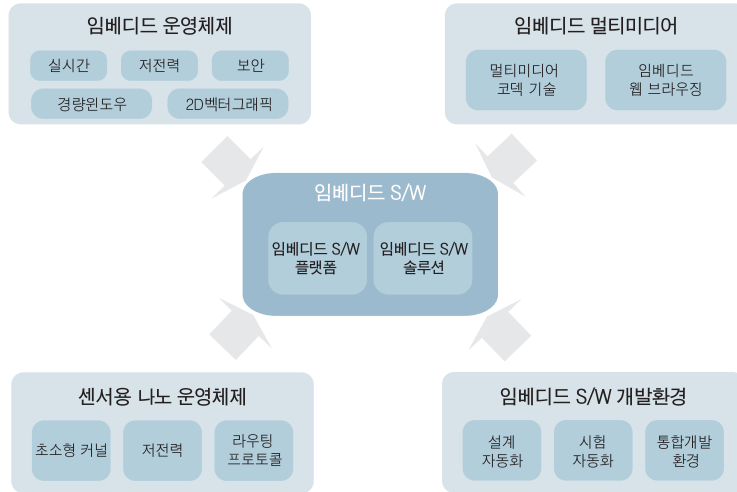 임베디드 운영체제
실시간
저전력
보안
경량윈도우
2D벡터그래픽
임베디드 멀티미디어
멀티미디어
코덱 기술
임베디드
웹 브라우징
임베디드 S/W
임베디드 S/W
플랫폼
임베디드 S/W
솔루션
센서용 나노 운영체제
초소형 커널
저전력
라우팅
프로토콜
임베디드 S/W 개발환경
설계
자동화
시험
자동화
통합개발
환경